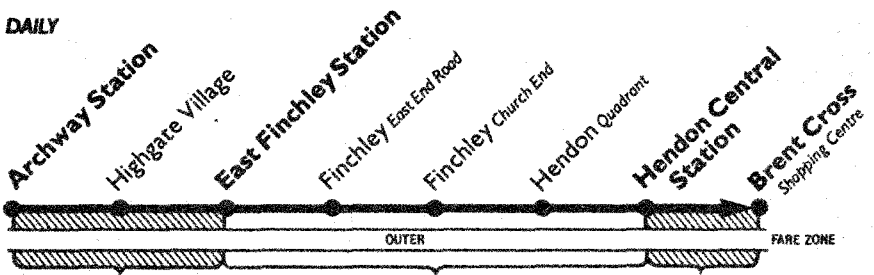 DAILY
Archway Station
Highgate Village
East Finchley Station
Finchley East End Road
Finchley Church End
Hendon Quadrant
Hendon Central
Station
Brent Cross
Shopping Centre
OUTER
FARE ZONE